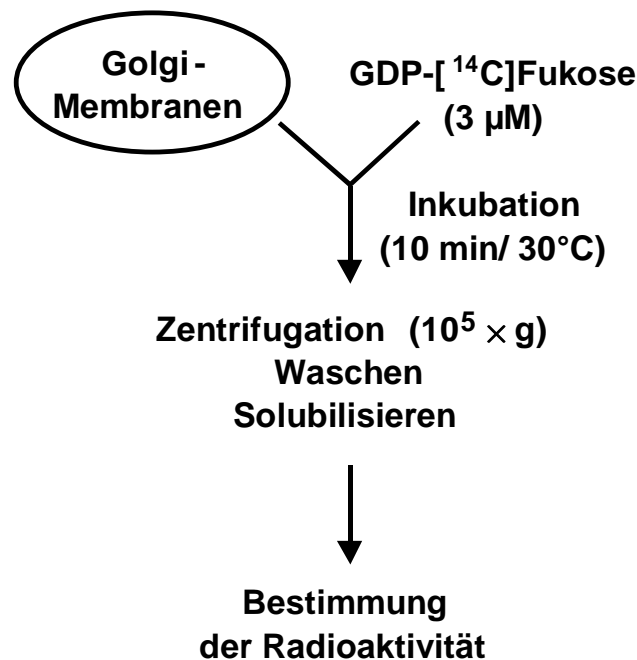 Golgi-
Membranen
GDP-[ ¹⁴C]Fukose
(3 µM)
Inkubation
(10 min/ 30°C)
Zentrifugation (10⁵ × g)
Waschen
Solubilisieren
Bestimmung
der Radioaktivität